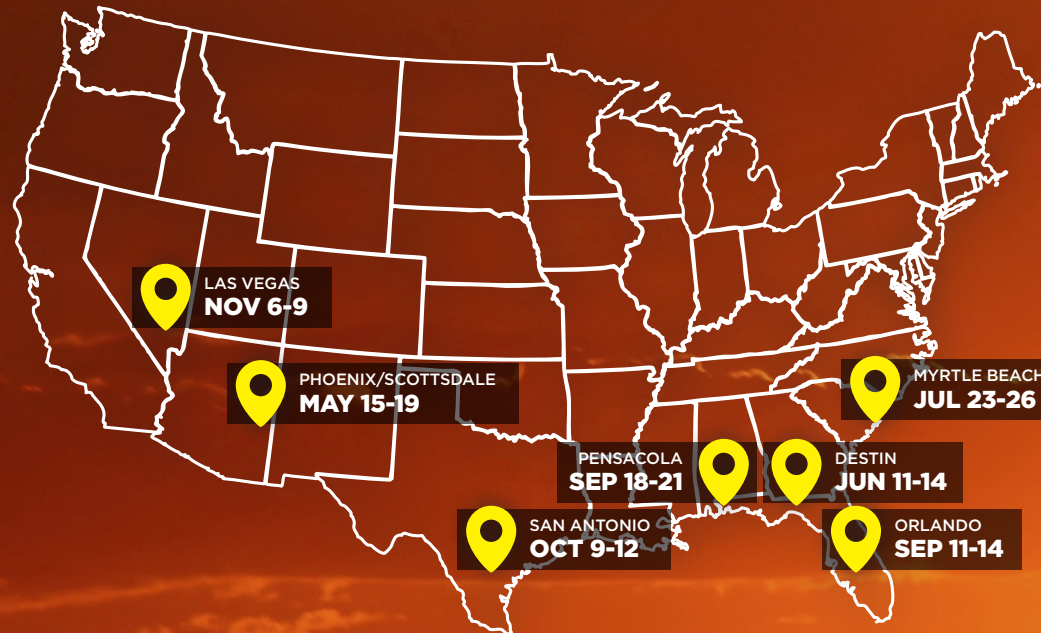 LAS VEGAS
NOV 6-9
PHOENIX/SCOTTSDALE
MAY 15-19
MYRTLE BEACH
JUL 23-26
PENSACOLA
SEP 18-21
DESTIN
JUN 11-14
SAN ANTONIO
OCT 9-12
ORLANDO
SEP 11-14